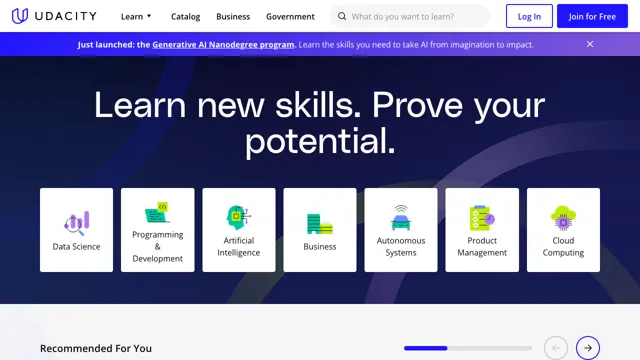 UDACITY
Learn
Catalog
Business
Government
What do you want to learn?
Log In
Join for Free
Just launched: the Generative AI Nanodegree program. Learn the skills you need to take AI from imagination to impact.
Learn new skills. Prove your
potential.
Data Science
Programming
&
Development
Artificial
Intelligence
Business
Autonomous
Systems
Product
Management
Cloud
Computing
Recommended For You